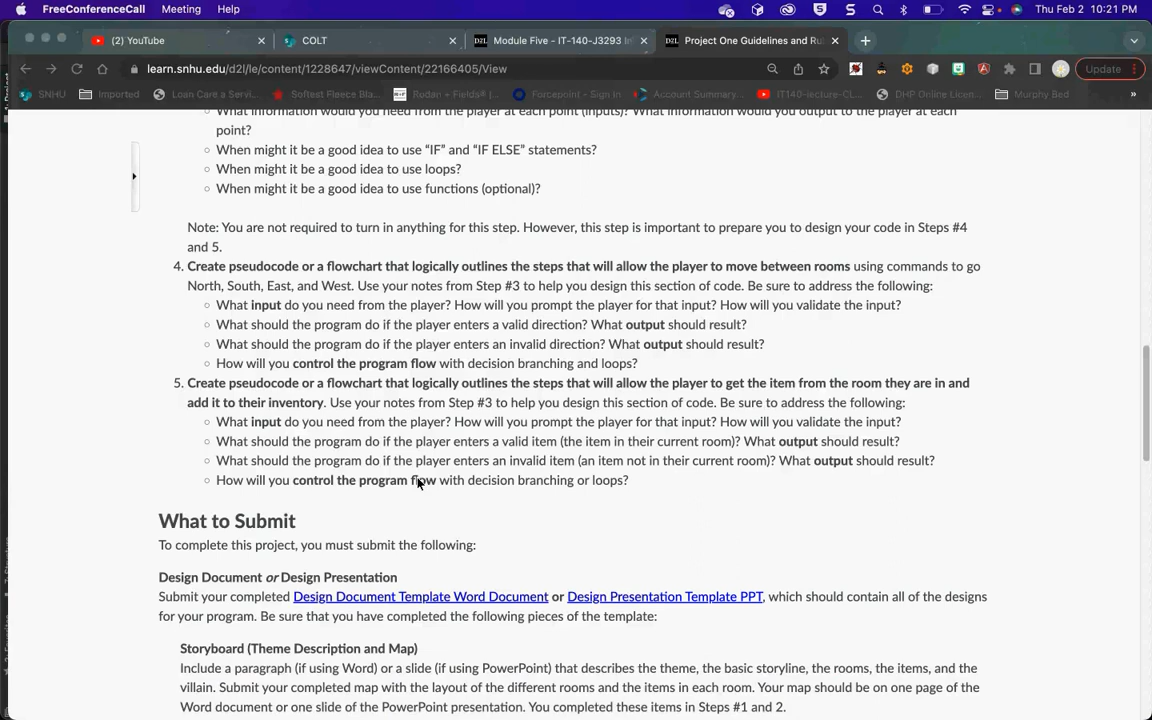 FreeConferenceCall Meeting Help Thu Feb 2 10:21 PM
(2) YouTube COLT Module Five - IT-140-J3293 In Project One Guidelines and Ru
learn.snhu.edu/d2l/le/content/1228647/viewContent/22166405/View Update
SNHU Imported Loan Care a Servi... Softest Fleece Bla... Rodan + Fields® |... Forcepoint - Sign In Account Summary... IT140-lecture-CL... DHP Online Licen... Murphy Bed »
What information would you need from the player at each point (inputs)? What information would you output to the player at each
point?
When might it be a good idea to use “IF” and “IF ELSE” statements?
When might it be a good idea to use loops?
When might it be a good idea to use functions (optional)?
Note: You are not required to turn in anything for this step. However, this step is important to prepare you to design your code in Steps #4
and 5.
4. Create pseudocode or a flowchart that logically outlines the steps that will allow the player to move between rooms using commands to go
North, South, East, and West. Use your notes from Step #3 to help you design this section of code. Be sure to address the following:
What input do you need from the player? How will you prompt the player for that input? How will you validate the input?
What should the program do if the player enters a valid direction? What output should result?
What should the program do if the player enters an invalid direction? What output should result?
How will you control the program flow with decision branching and loops?
5. Create pseudocode or a flowchart that logically outlines the steps that will allow the player to get the item from the room they are in and
add it to their inventory. Use your notes from Step #3 to help you design this section of code. Be sure to address the following:
What input do you need from the player? How will you prompt the player for that input? How will you validate the input?
What should the program do if the player enters a valid item (the item in their current room)? What output should result?
What should the program do if the player enters an invalid item (an item not in their current room)? What output should result?
How will you control the program flow with decision branching or loops?
What to Submit
To complete this project, you must submit the following:
Design Document or Design Presentation
Submit your completed Design Document Template Word Document or Design Presentation Template PPT, which should contain all of the designs
for your program. Be sure that you have completed the following pieces of the template:
Storyboard (Theme Description and Map)
Include a paragraph (if using Word) or a slide (if using PowerPoint) that describes the theme, the basic storyline, the rooms, the items, and the
villain. Submit your completed map with the layout of the different rooms and the items in each room. Your map should be on one page of the
Word document or one slide of the PowerPoint presentation. You completed these items in Steps #1 and 2.